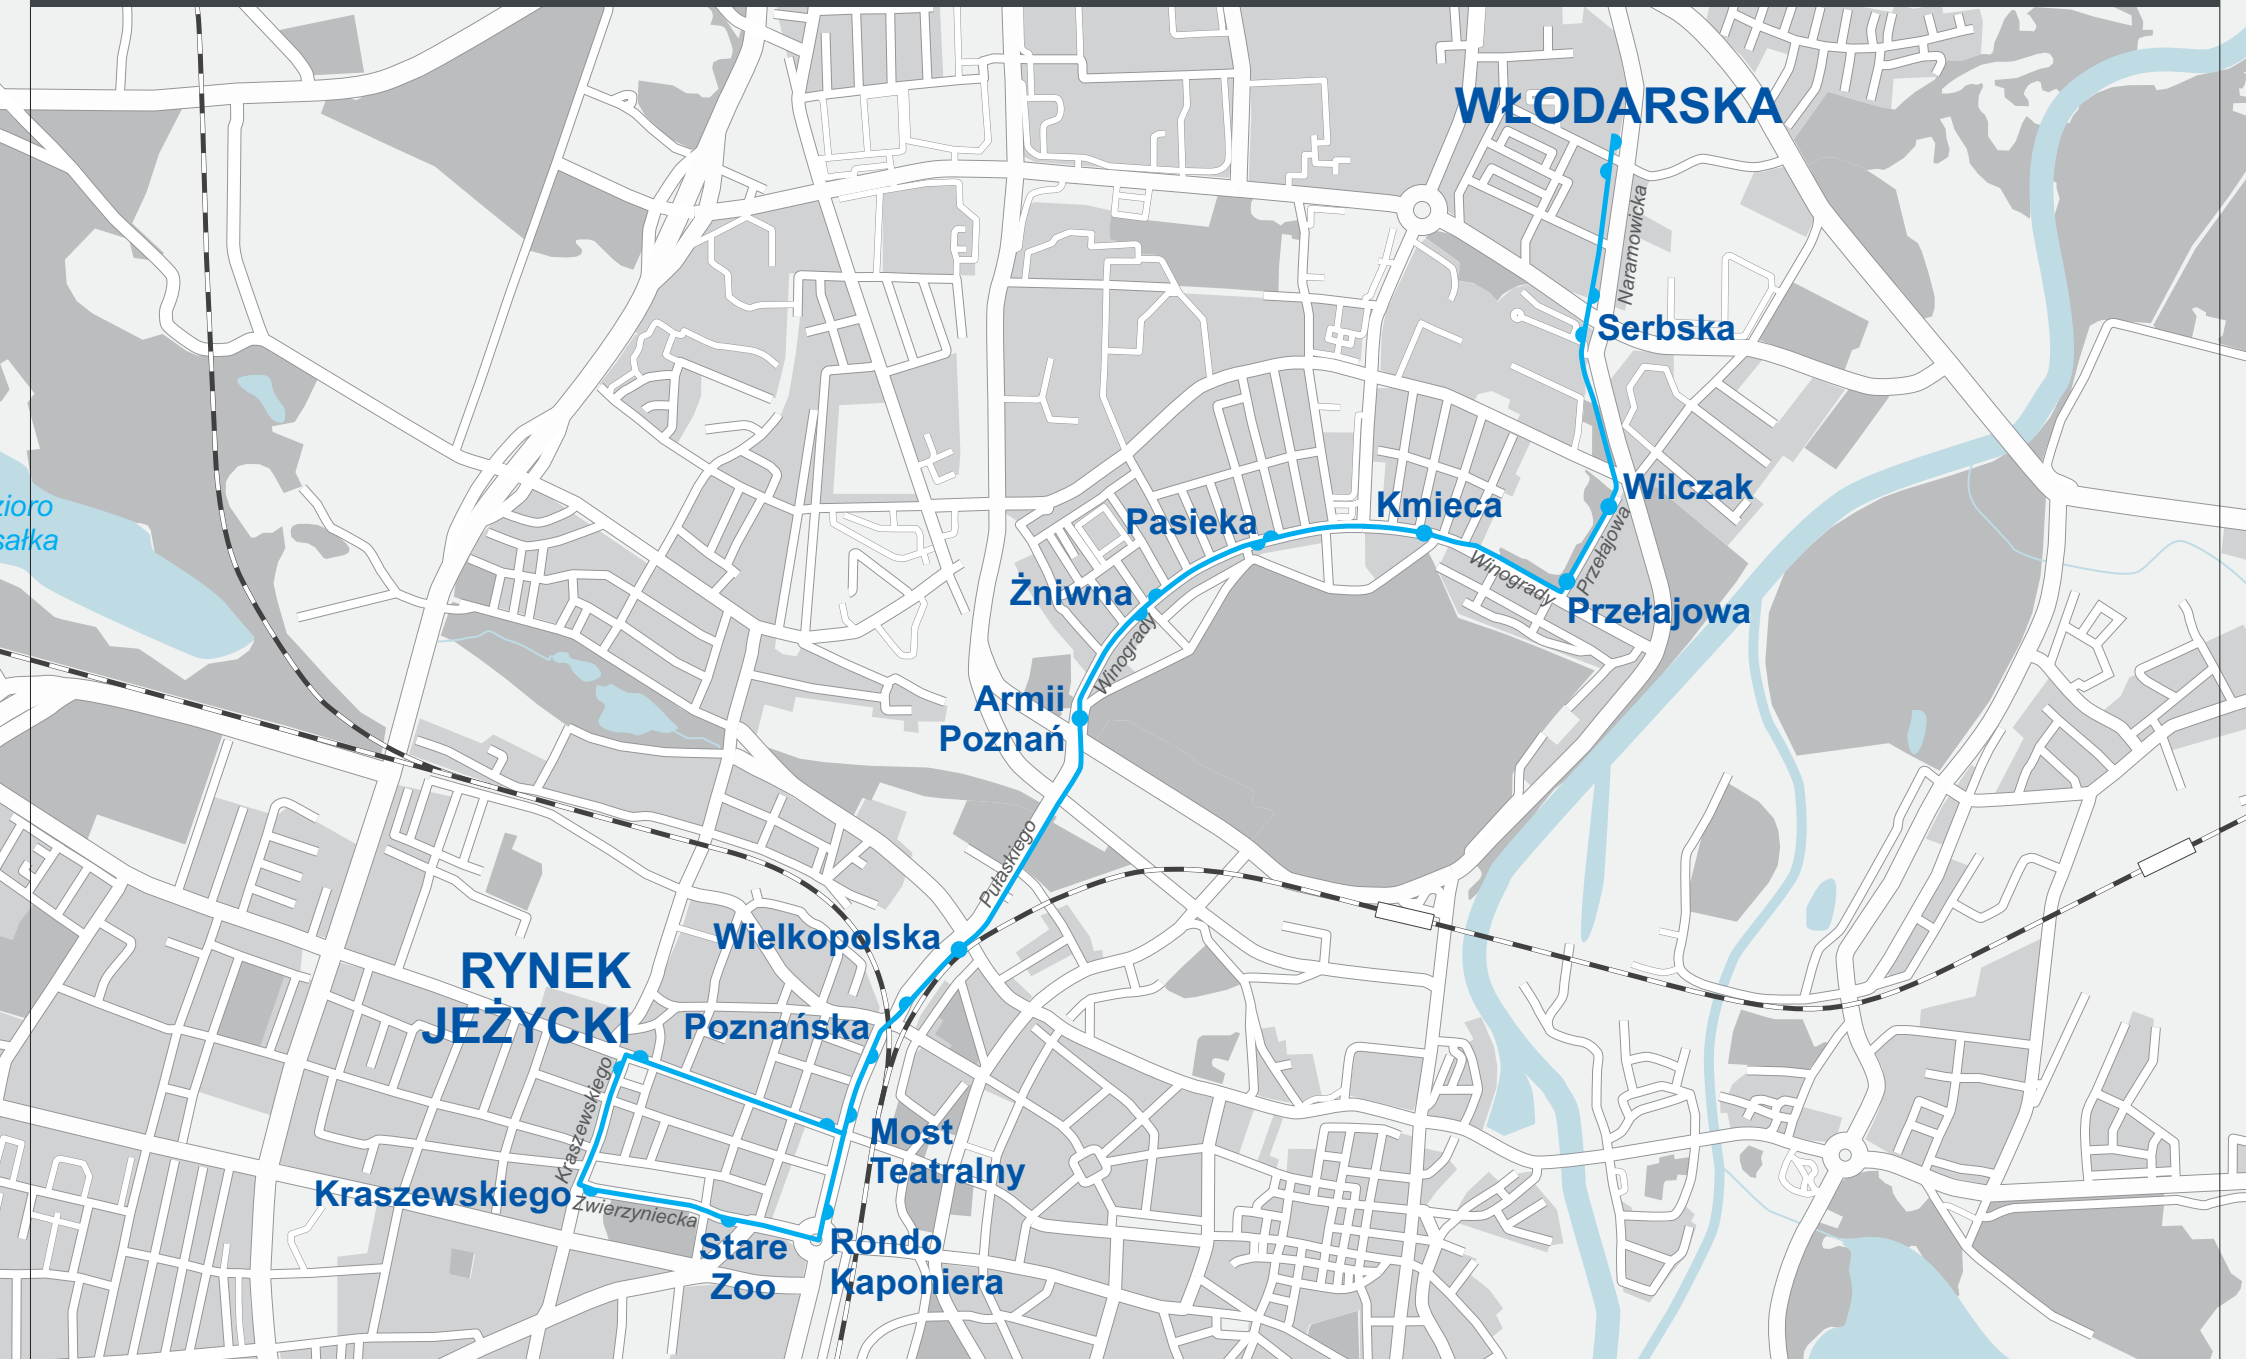 WŁODARSKA
Naramowicka
Serbska
Wilczak
Kmieca
Pasieka
zioro
sałka
Przełajowa
Winogrady
Żniwna
Przełajowa
Winogrady
Armii
Poznań
Pułaskiego
Wielkopolska
RYNEK
JEŻYCKI
Poznańska
Kraszewskiego
Most
Teatralny
Kraszewskiego
Zwierzyniecka
Stare
Zoo
Rondo
Kaponiera